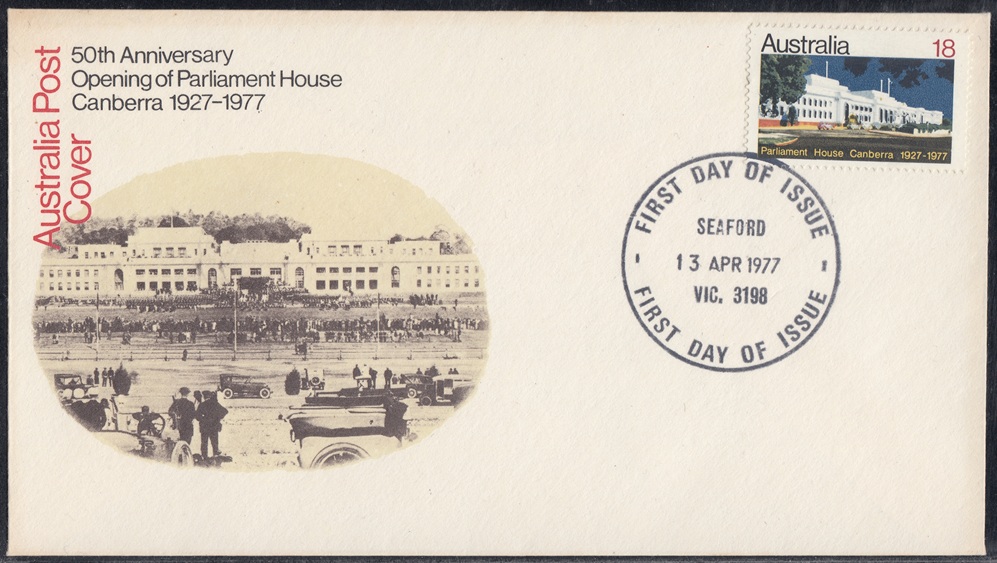 Australia Post
Cover
50th Anniversary
Opening of Parliament House
Canberra 1927-1977
Australia 18
Parliament House Canberra 1927-1977
FIRST DAY OF ISSUE
SEAFORD
13 APR 1977
VIC. 3198
FIRST DAY OF ISSUE